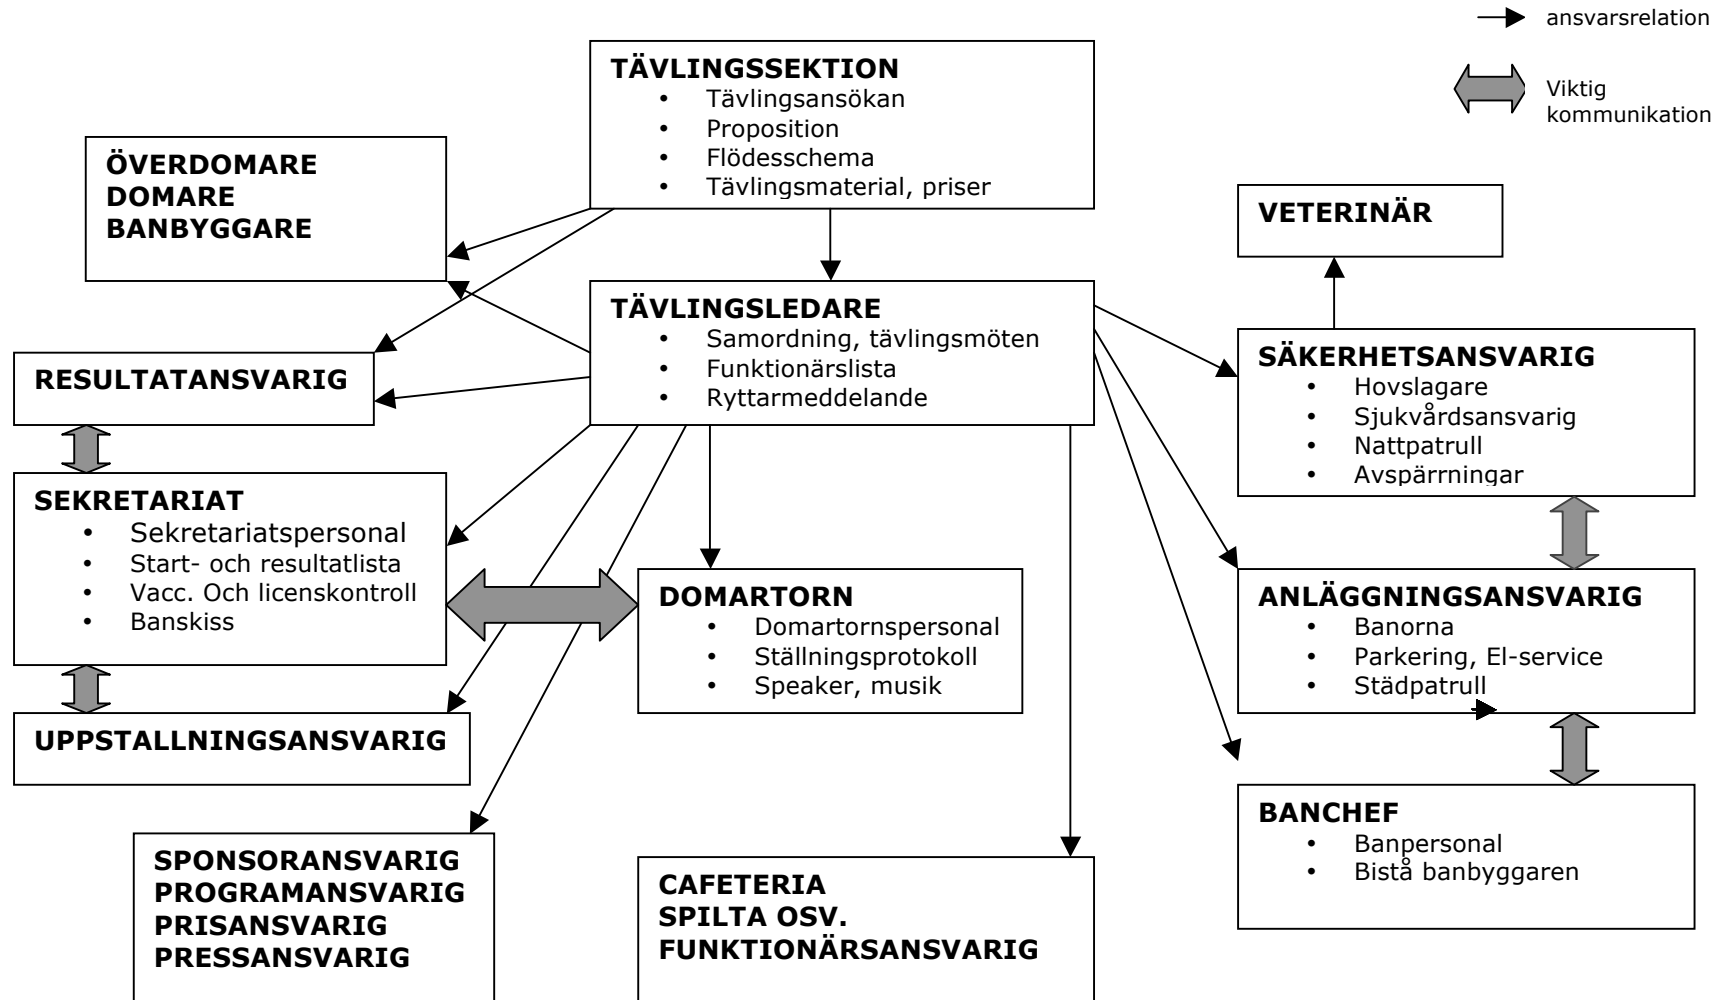 ansvarsrelation
Viktig
kommunikation
TÄVLINGSSEKTION
• Tävlingsansökan
• Proposition
• Flödesschema
• Tävlingsmaterial, priser
ÖVERDOMARE
DOMARE
BANBYGGARE
VETERINÄR
TÄVLINGSLEDARE
• Samordning, tävlingsmöten
• Funktionärslista
• Ryttarmeddelande
SÄKERHETSANSVARIG
• Hovslagare
• Sjukvårdsansvarig
• Nattpatrull
• Avspärrningar
RESULTATANSVARIG
SEKRETARIAT
• Sekretariatspersonal
• Start- och resultatlista
• Vacc. Och licenskontroll
• Banskiss
DOMARTORN
• Domartornspersonal
• Ställningsprotokoll
• Speaker, musik
ANLÄGGNINGSANSVARIG
• Banorna
• Parkering, El-service
• Städpatrull
UPPSTALLNINGSANSVARIG
BANCHEF
• Banpersonal
• Bistå banbyggaren
SPONSORANSVARIG
PROGRAMANSVARIG
PRISANSVARIG
PRESSANSVARIG
CAFETERIA
SPILTA OSV.
FUNKTIONÄRSANSVARIG